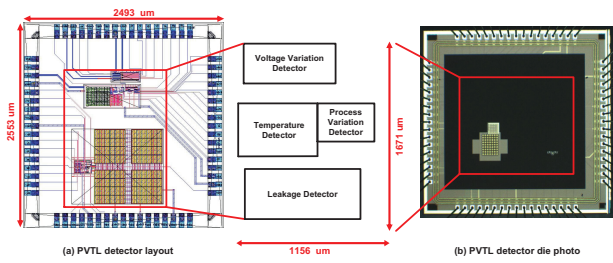 2493 um
2553 um
Voltage Variation
Detector
Temperature
Detector
Process
Variation
Detector
Leakage Detector
1671 um
1156 um
(a) PVTL detector layout
(b) PVTL detector die photo